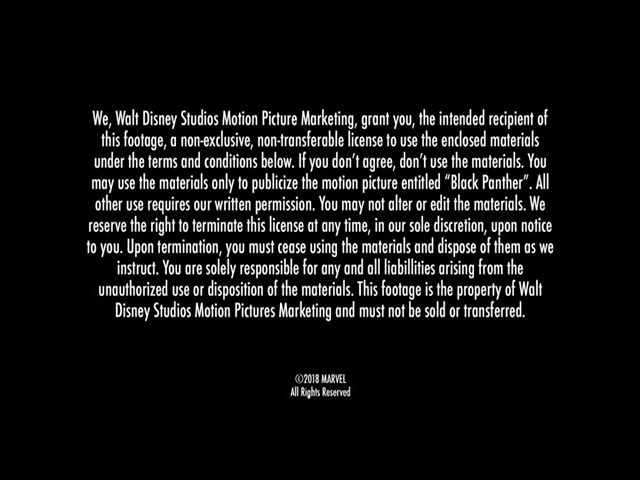 We, Walt Disney Studios Motion Picture Marketing, grant you, the intended recipient of
this footage, a non-exclusive, non-transferable license to use the enclosed materials
under the terms and conditions below. If you don't agree, don't use the materials. You
may use the materials only to publicize the motion picture entitled “Black Panther”. All
other use requires our written permission. You may not alter or edit the materials. We
reserve the right to terminate this license at any time, in our sole discretion, upon notice
to you. Upon termination, you must cease using the materials and dispose of them as we
instruct. You are solely responsible for any and all liabillities arising from the
unauthorized use or disposition of the materials. This footage is the property of Walt
Disney Studios Motion Pictures Marketing and must not be sold or transferred.
©2018 MARVEL
All Rights Reserved